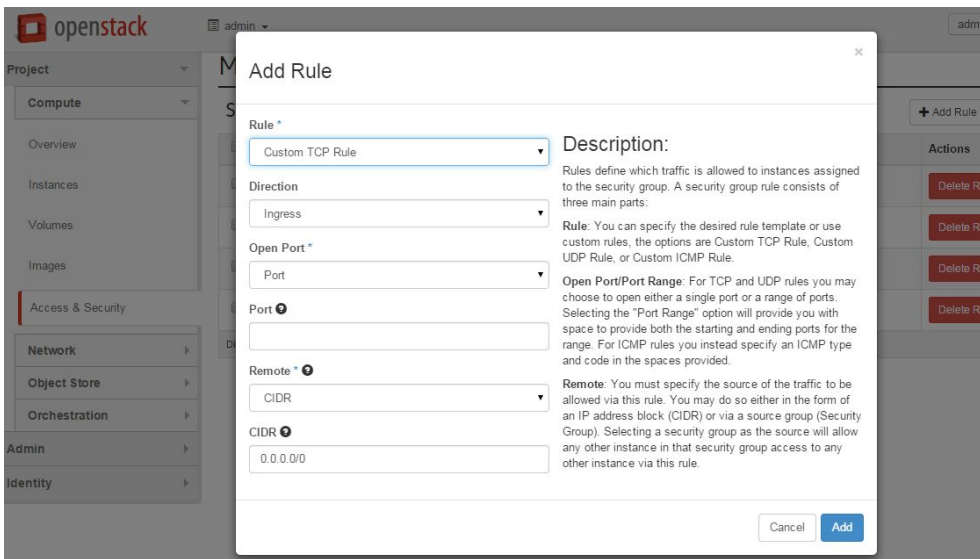 openstack
admin
adm
Project
Compute
Overview
Instances
Volumes
Images
Access & Security
Network
Object Store
Orchestration
Admin
Identity
M
S
Di
+ Add Rule
Actions
Delete R
Delete R
Delete R
Delete R
×
Add Rule
Rule *
Custom TCP Rule
Direction
Ingress
Open Port *
Port
Port
Remote *
CIDR
CIDR
0.0.0.0/0
Description:
Rules define which traffic is allowed to instances assigned
to the security group. A security group rule consists of
three main parts:
Rule: You can specify the desired rule template or use
custom rules, the options are Custom TCP Rule, Custom
UDP Rule, or Custom ICMP Rule.
Open Port/Port Range: For TCP and UDP rules you may
choose to open either a single port or a range of ports.
Selecting the "Port Range" option will provide you with
space to provide both the starting and ending ports for the
range. For ICMP rules you instead specify an ICMP type
and code in the spaces provided.
Remote: You must specify the source of the traffic to be
allowed via this rule. You may do so either in the form of
an IP address block (CIDR) or via a source group (Security
Group). Selecting a security group as the source will allow
any other instance in that security group access to any
other instance via this rule.
Cancel
Add